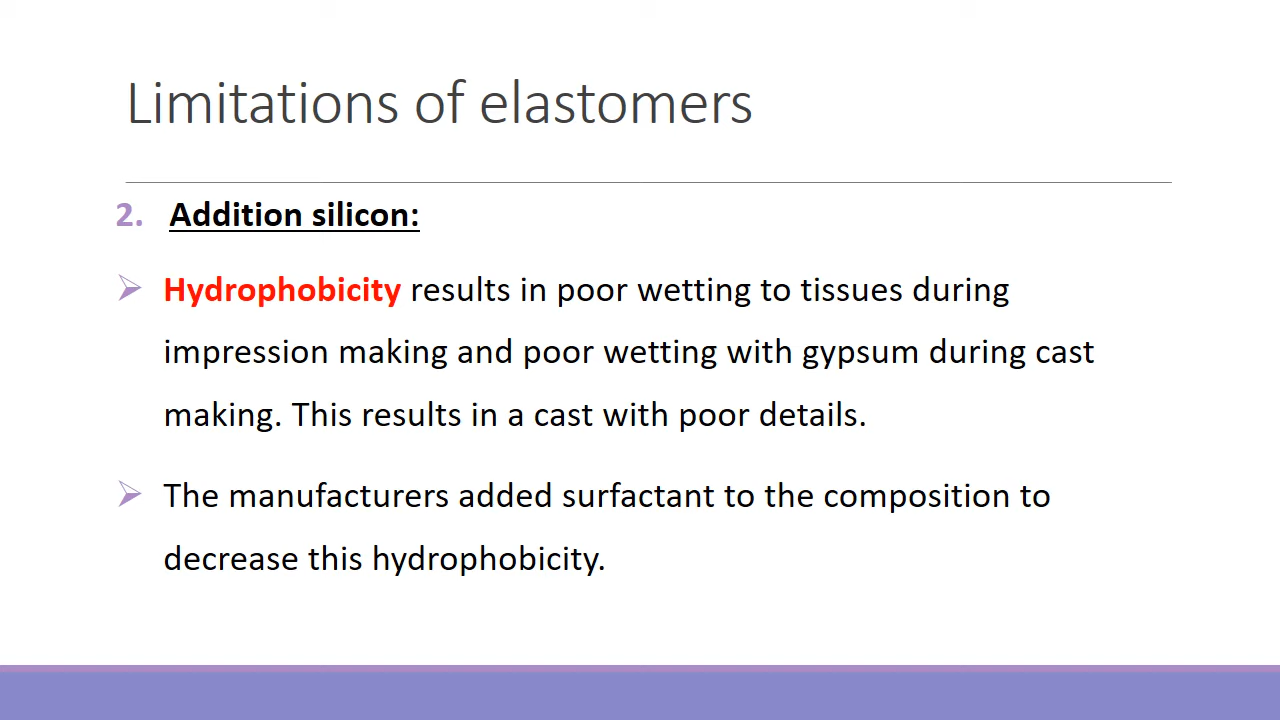 Limitations of elastomers
2. Addition silicon:
Hydrophobicity results in poor wetting to tissues during
impression making and poor wetting with gypsum during cast
making. This results in a cast with poor details.
The manufacturers added surfactant to the composition to
decrease this hydrophobicity.